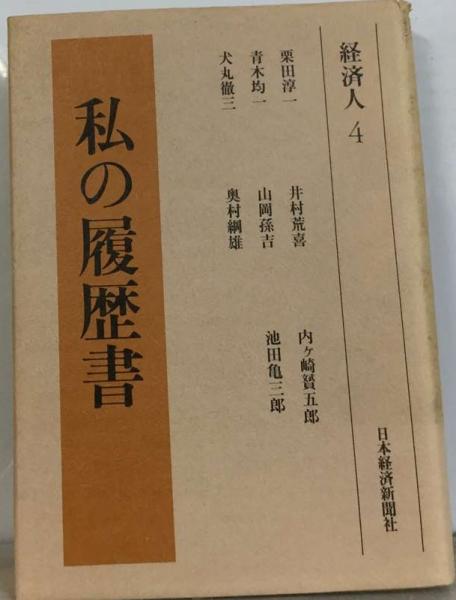 経済人 4
栗田淳一
青木均一
犬丸徹三
井村荒喜
山岡孫吉
奥村綱雄
内ヶ崎贇五郎
池田亀三郎
日本経済新聞社
私の履歴書